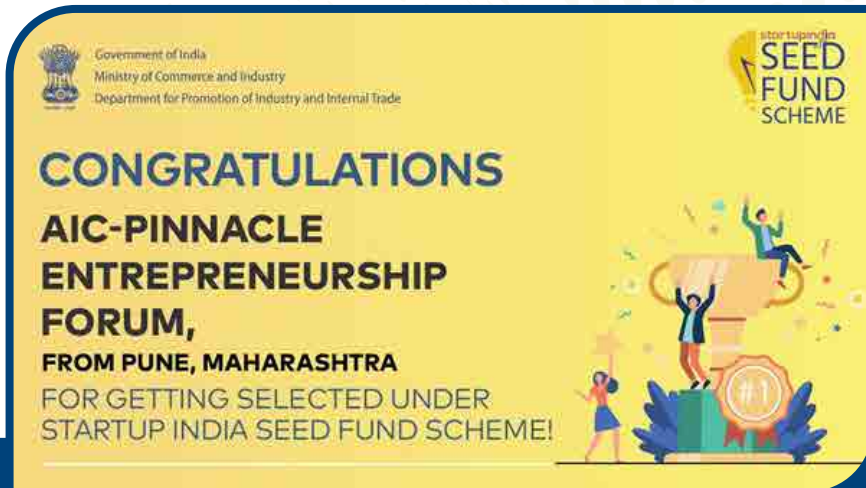 Government of India
Ministry of Commerce and Industry
Department for Promotion of Industry and Internal Trade
startupindia
SEED
FUND
SCHEME
CONGRATULATIONS
AIC-PINNACLE
ENTREPRENEURSHIP
FORUM,
FROM PUNE, MAHARASHTRA
FOR GETTING SELECTED UNDER
STARTUP INDIA SEED FUND SCHEME!
#1